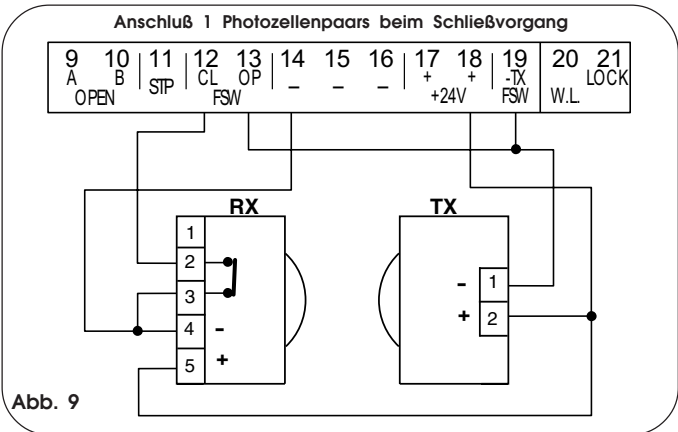 Anschluß 1 Photozellenpaars beim Schließvorgang
9 10 11 12 13 14 15 16 17 18 19 20 21
A B STP CL OP – – – + + -TX LOCK
OPEN FSW +24V FSW W.L.
RX TX
1
2
3
4 -
5 +
- 1
+ 2
Abb. 9